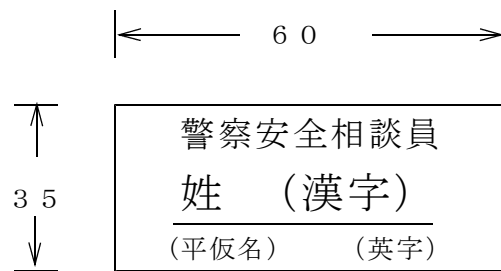 ６０
警察安全相談員
３５
姓　（漢字）
（平仮名）　（英字）